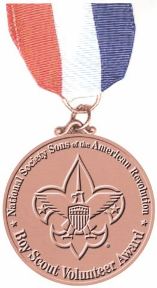 National Society Sons of the American Revolution
Boy Scout Volunteer Award